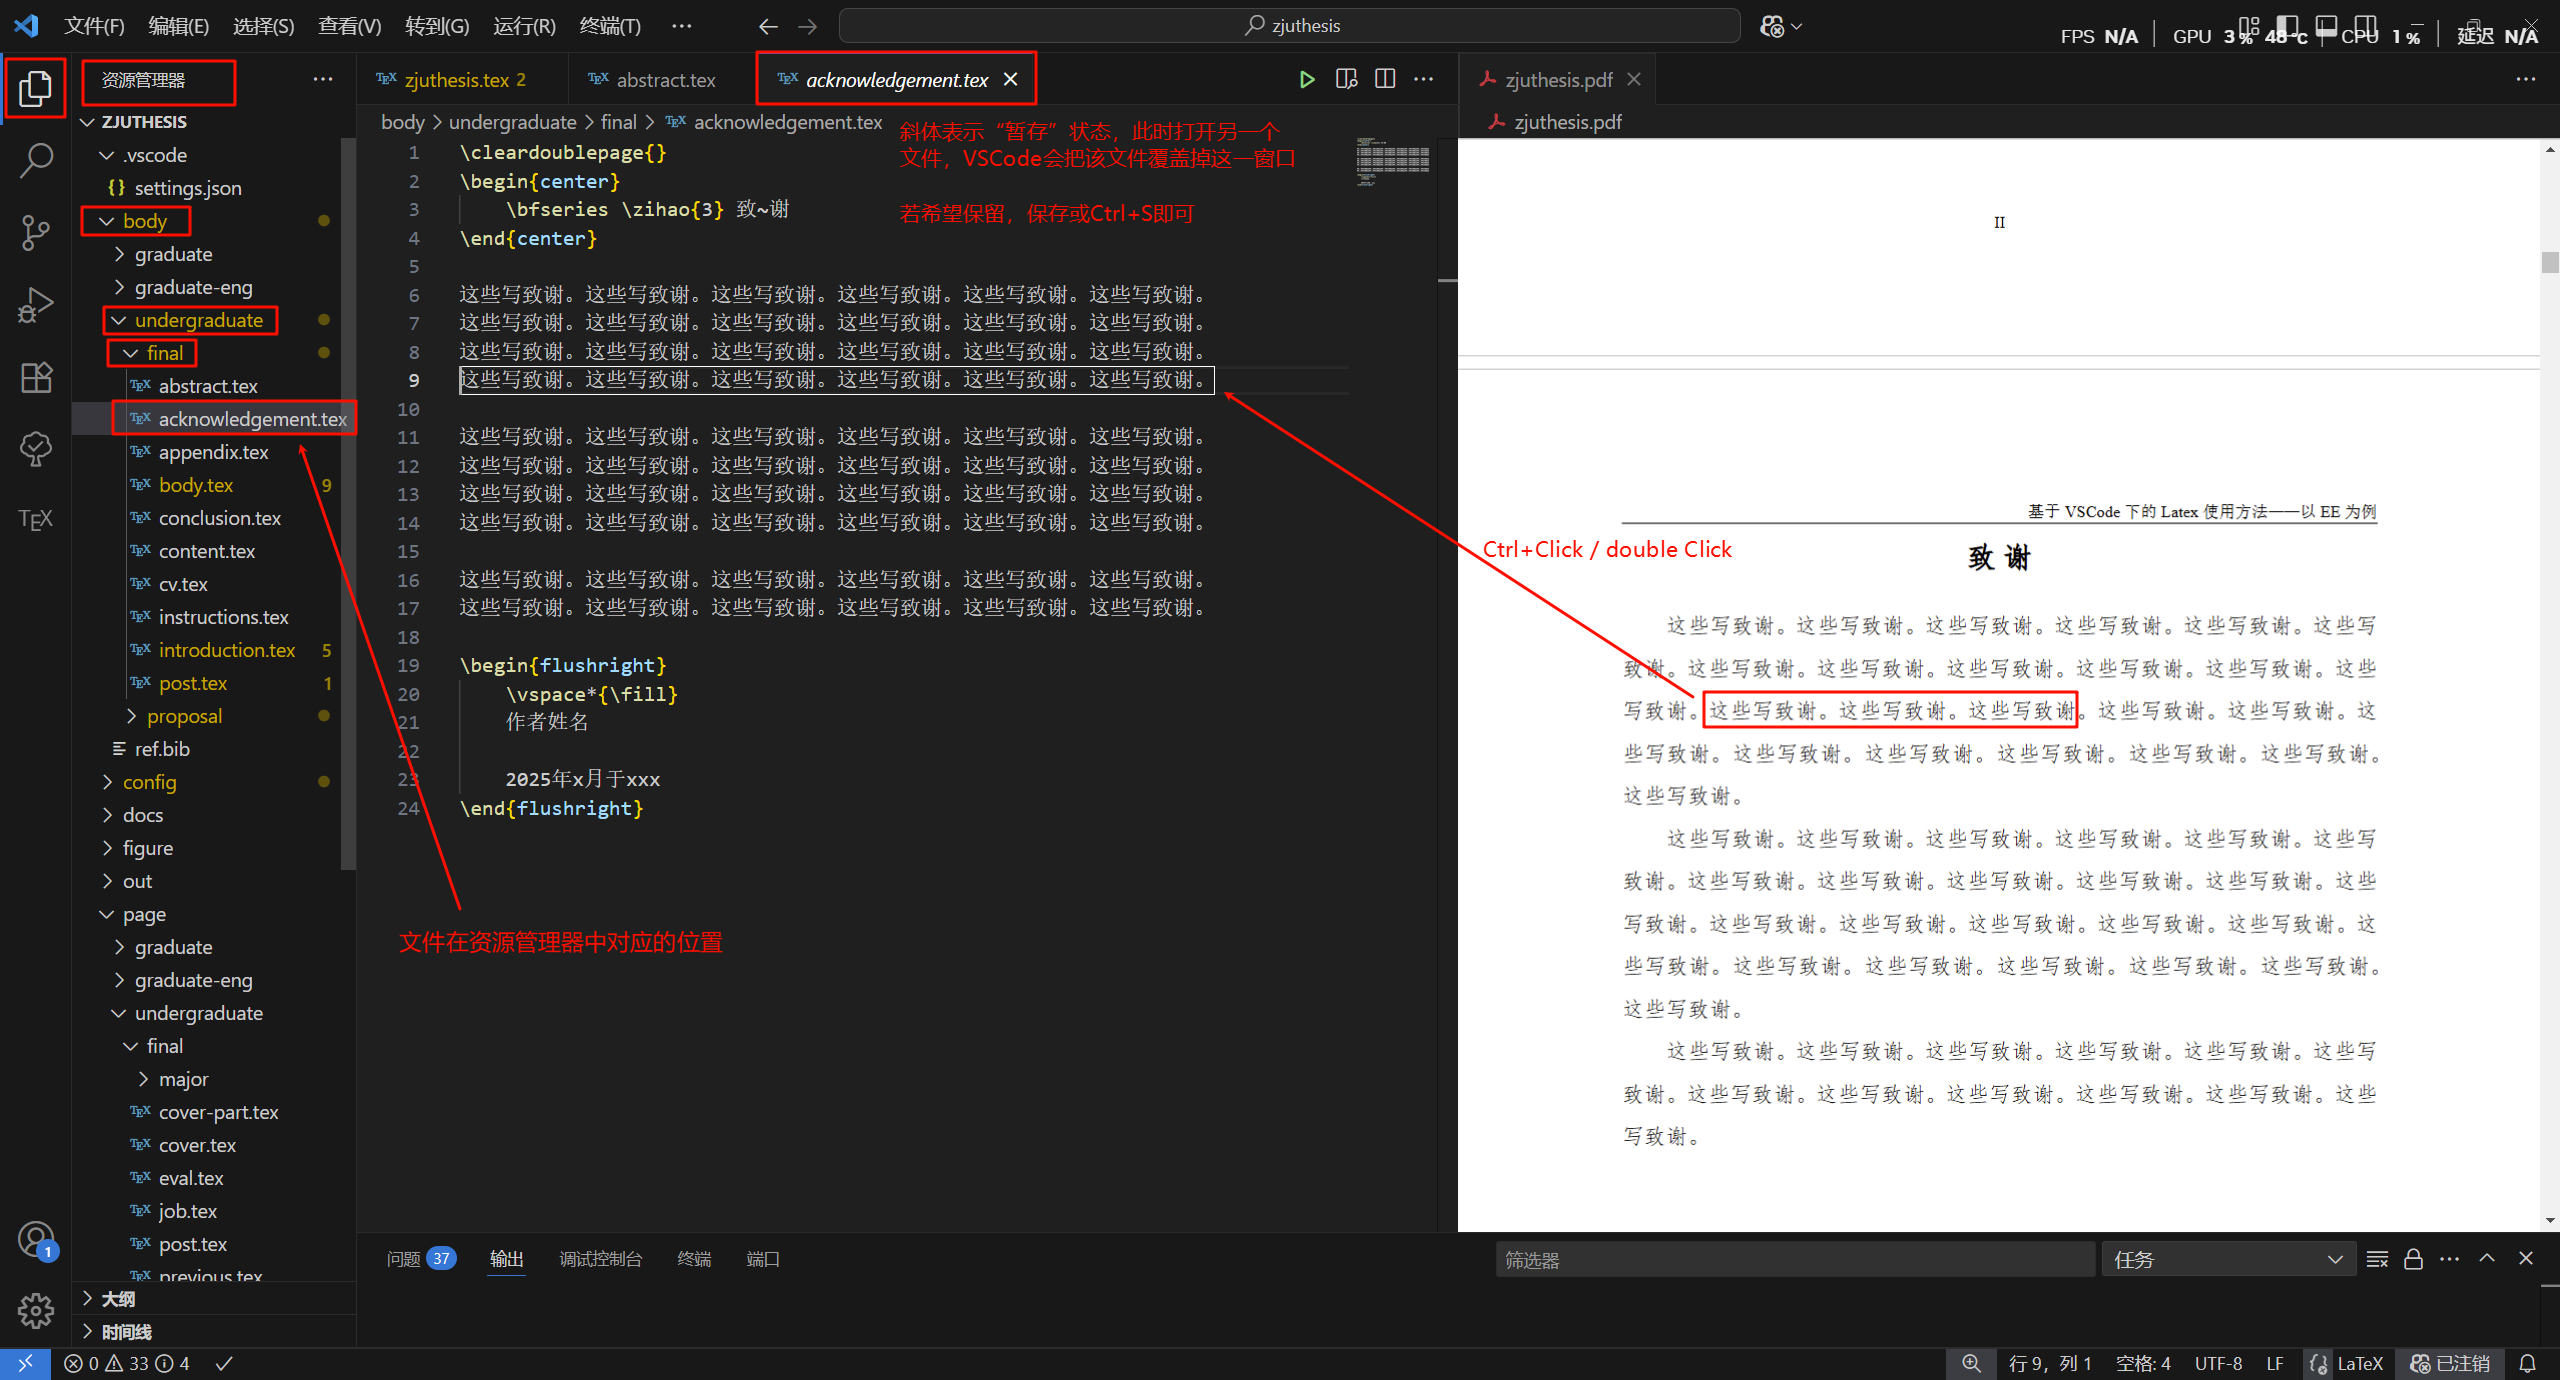 文件(F) 编辑(E) 选择(S) 查看(V) 转到(G) 运行(R) 终端(T) ··· zjuthesis
FPS N/A GPU 3% 48°C CPU 1% 延迟 N/A
资源管理器 ···
ZJUTHESIS
.vscode
{} settings.json
body
graduate
graduate-eng
undergraduate
final
TEX abstract.tex
TEX acknowledgement.tex
TEX appendix.tex
TEX body.tex 9
TEX conclusion.tex
TEX content.tex
TEX cv.tex
TEX instructions.tex
TEX introduction.tex 5
TEX post.tex 1
proposal
ref.bib
config
docs
figure
out
page
graduate
graduate-eng
undergraduate
final
major
TEX cover-part.tex
TEX cover.tex
TEX eval.tex
TEX job.tex
TEX post.tex
TEX previous.tex
大纲
时间线
TEX
1
TEX zjuthesis.tex 2 TEX abstract.tex TEX acknowledgement.tex
body > undergraduate > final > TEX acknowledgement.tex
斜体表示“暂存”状态，此时打开另一个
文件，VSCode会把该文件覆盖掉这一窗口
若希望保留，保存或Ctrl+S即可
1 \cleardoublepage{}
2 \begin{center}
3 \bfseries \zihao{3} 致~谢
4 \end{center}
5
6 这些写致谢。这些写致谢。这些写致谢。这些写致谢。这些写致谢。这些写致谢。
7 这些写致谢。这些写致谢。这些写致谢。这些写致谢。这些写致谢。这些写致谢。
8 这些写致谢。这些写致谢。这些写致谢。这些写致谢。这些写致谢。这些写致谢。
9 这些写致谢。这些写致谢。这些写致谢。这些写致谢。这些写致谢。这些写致谢。
10
11 这些写致谢。这些写致谢。这些写致谢。这些写致谢。这些写致谢。这些写致谢。
12 这些写致谢。这些写致谢。这些写致谢。这些写致谢。这些写致谢。这些写致谢。
13 这些写致谢。这些写致谢。这些写致谢。这些写致谢。这些写致谢。这些写致谢。
14 这些写致谢。这些写致谢。这些写致谢。这些写致谢。这些写致谢。这些写致谢。
15
16 这些写致谢。这些写致谢。这些写致谢。这些写致谢。这些写致谢。这些写致谢。
17 这些写致谢。这些写致谢。这些写致谢。这些写致谢。这些写致谢。这些写致谢。
18
19 \begin{flushright}
20 \vspace*{\fill}
21 作者姓名
22
23 2025年x月于xxx
24 \end{flushright}
文件在资源管理器中对应的位置
zjuthesis.pdf
zjuthesis.pdf
II
基于 VSCode 下的 Latex 使用方法——以 EE 为例
Ctrl+Click / double Click
致 谢
这些写致谢。这些写致谢。这些写致谢。这些写致谢。这些写致谢。这些写
致谢。这些写致谢。这些写致谢。这些写致谢。这些写致谢。这些写致谢。这些
写致谢。这些写致谢。这些写致谢。这些写致谢。这些写致谢。这些写致谢。这
些写致谢。这些写致谢。这些写致谢。这些写致谢。这些写致谢。这些写致谢。
这些写致谢。
这些写致谢。这些写致谢。这些写致谢。这些写致谢。这些写致谢。这些写
致谢。这些写致谢。这些写致谢。这些写致谢。这些写致谢。这些写致谢。这些
写致谢。这些写致谢。这些写致谢。这些写致谢。这些写致谢。这些写致谢。这
些写致谢。这些写致谢。这些写致谢。这些写致谢。这些写致谢。这些写致谢。
这些写致谢。
这些写致谢。这些写致谢。这些写致谢。这些写致谢。这些写致谢。这些写
致谢。这些写致谢。这些写致谢。这些写致谢。这些写致谢。这些写致谢。这些
写致谢。
问题 37 输出 调试控制台 终端 端口 筛选器 任务
0 33 4 行 9，列 1 空格: 4 UTF-8 LF LaTeX 已注销